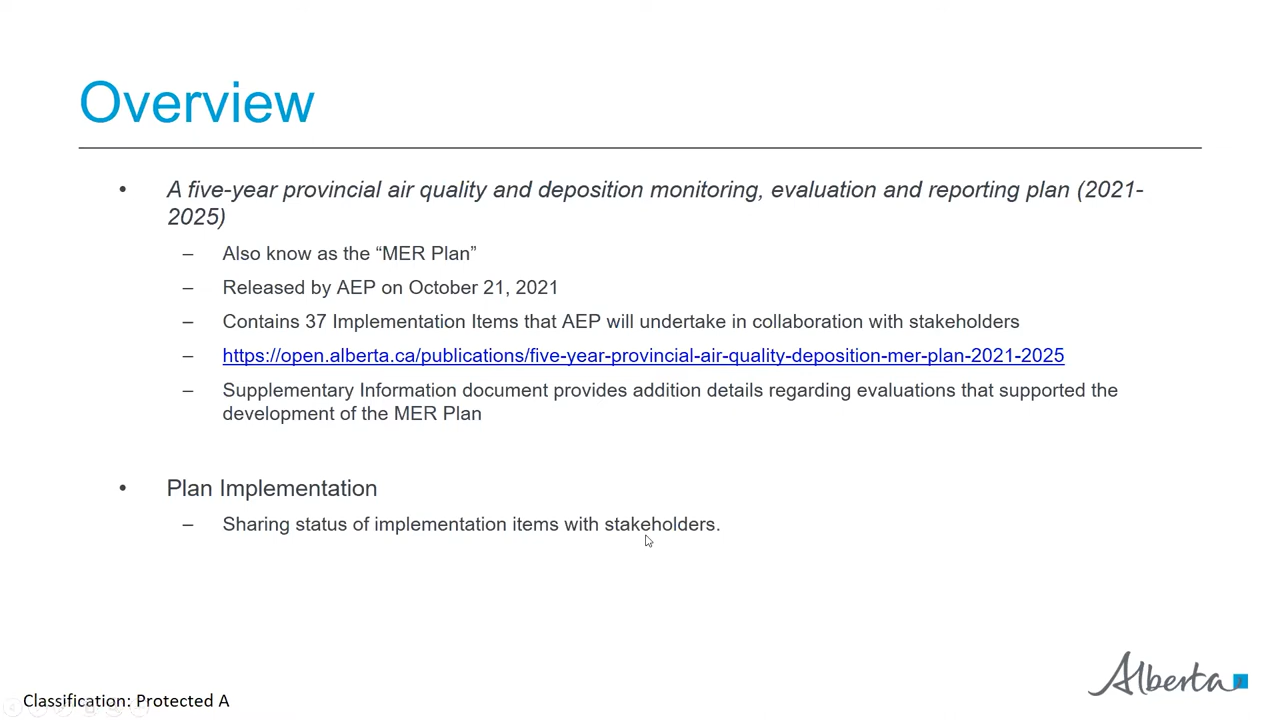 Overview
• A five-year provincial air quality and deposition monitoring, evaluation and reporting plan (2021-
2025)
– Also know as the “MER Plan”
– Released by AEP on October 21, 2021
– Contains 37 Implementation Items that AEP will undertake in collaboration with stakeholders
– https://open.alberta.ca/publications/five-year-provincial-air-quality-deposition-mer-plan-2021-2025
– Supplementary Information document provides addition details regarding evaluations that supported the
development of the MER Plan
• Plan Implementation
– Sharing status of implementation items with stakeholders.
Alberta
Classification: Protected A